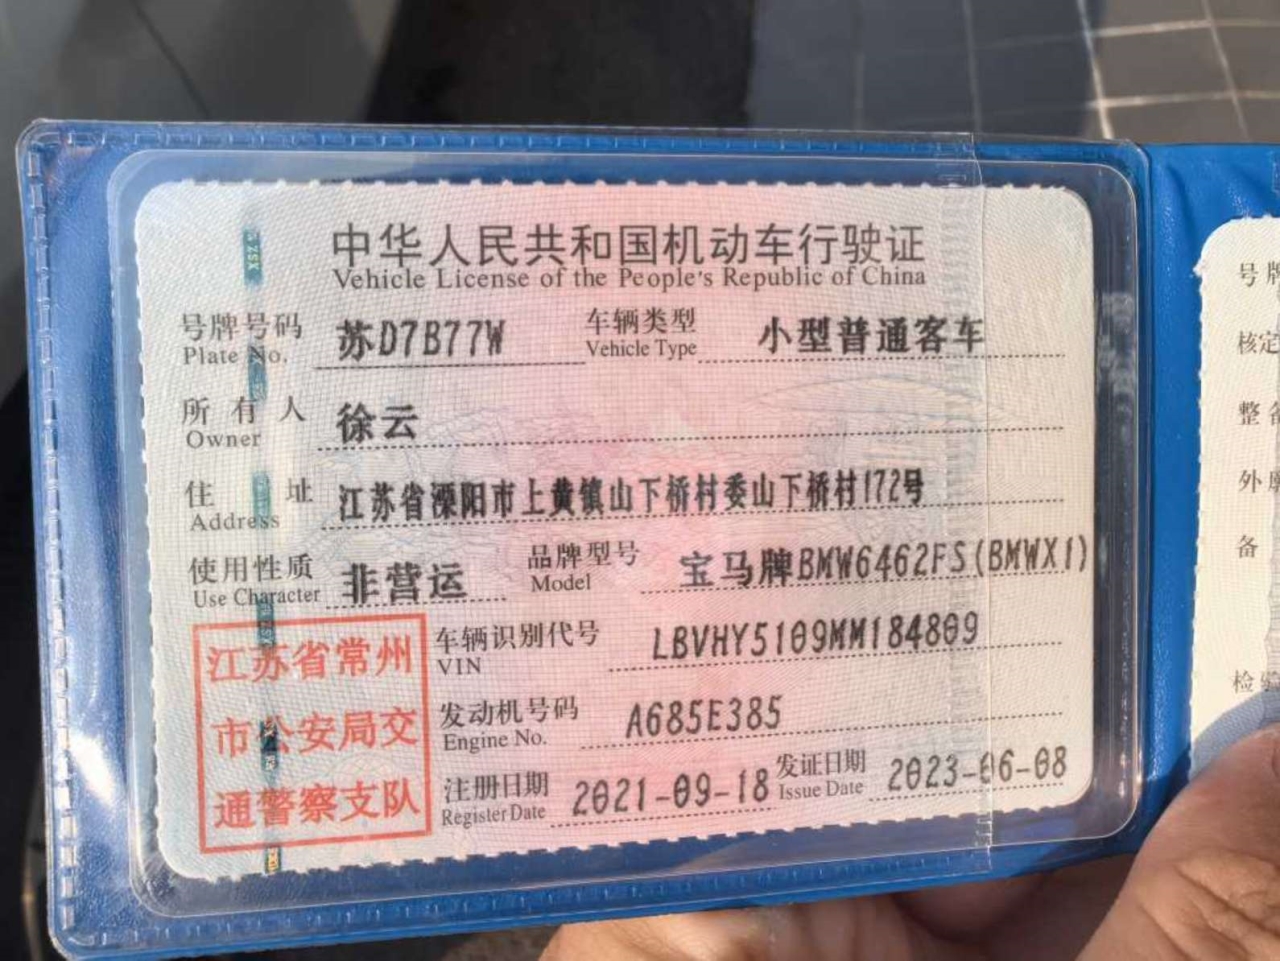 中华人民共和国机动车行驶证
Vehicle License of the People's Republic of China
号牌号码 苏D7B77W 车辆类型 小型普通客车
Plate No. Vehicle Type
所有人 徐云
Owner
住址 江苏省溧阳市上黄镇山下桥村委山下桥村172号
Address
使用性质 非营运 品牌型号 宝马牌BMW6462FS(BMWX1)
Use Character Model
江苏省常州
市公安局交
通警察支队
车辆识别代号 LBVHY5109MM184809
VIN
发动机号码 A685E385
Engine No.
注册日期 2021-09-18 发证日期 2023-06-08
Register Date Issue Date
号牌
核定
整备
外廓
备
检验